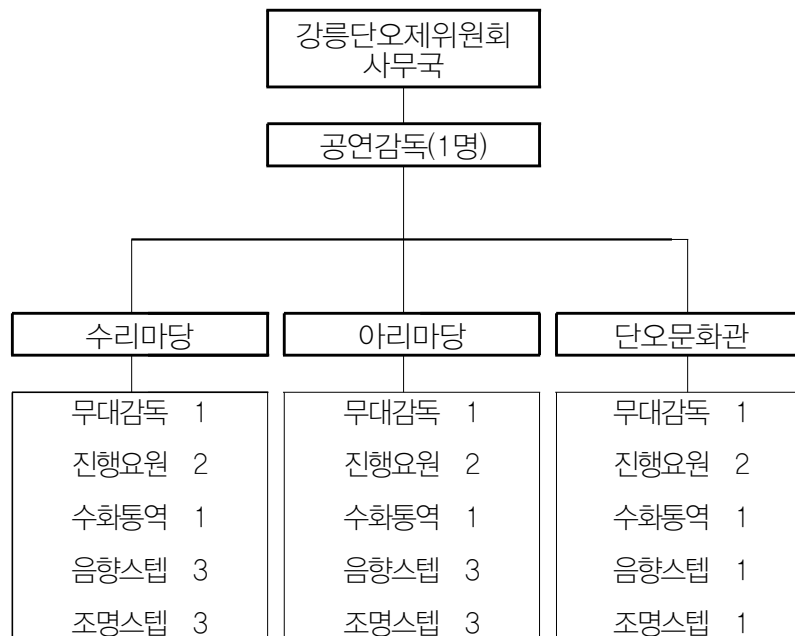 강릉단오제위원회
사무국
공연감독(1명)
수리마당
무대감독 1
진행요원 2
수화통역 1
음향스텝 3
조명스텝 3
아리마당
무대감독 1
진행요원 2
수화통역 1
음향스텝 3
조명스텝 3
단오문화관
무대감독 1
진행요원 2
수화통역 1
음향스텝 1
조명스텝 1